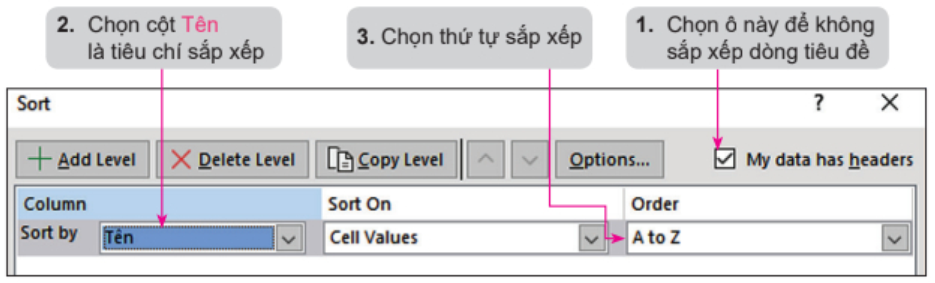 2. Chọn cột Tên
là tiêu chí sắp xếp
3. Chọn thứ tự sắp xếp
1. Chọn ô này để không
sắp xếp dòng tiêu đề
Sort ? ×
Add Level Delete Level Copy Level Options... My data has headers
Column Sort On Order
Sort by Tên Cell Values A to Z